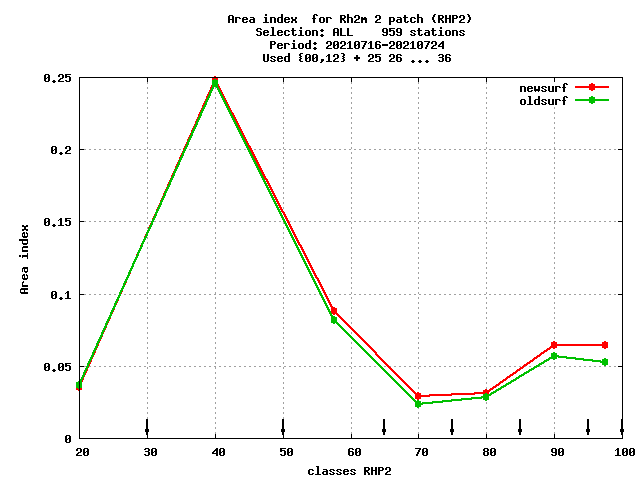 Area index  for Rh2m 2 patch (RHP2)
Selection: ALL    959 stations
Period: 20210716-20210724
Used {00,12} + 25 26 ... 36
newsurf
oldsurf
0.25
0.2
0.15
0.1
0.05
0
Area index
20 30 40 50 60 70 80 90 100
classes RHP2